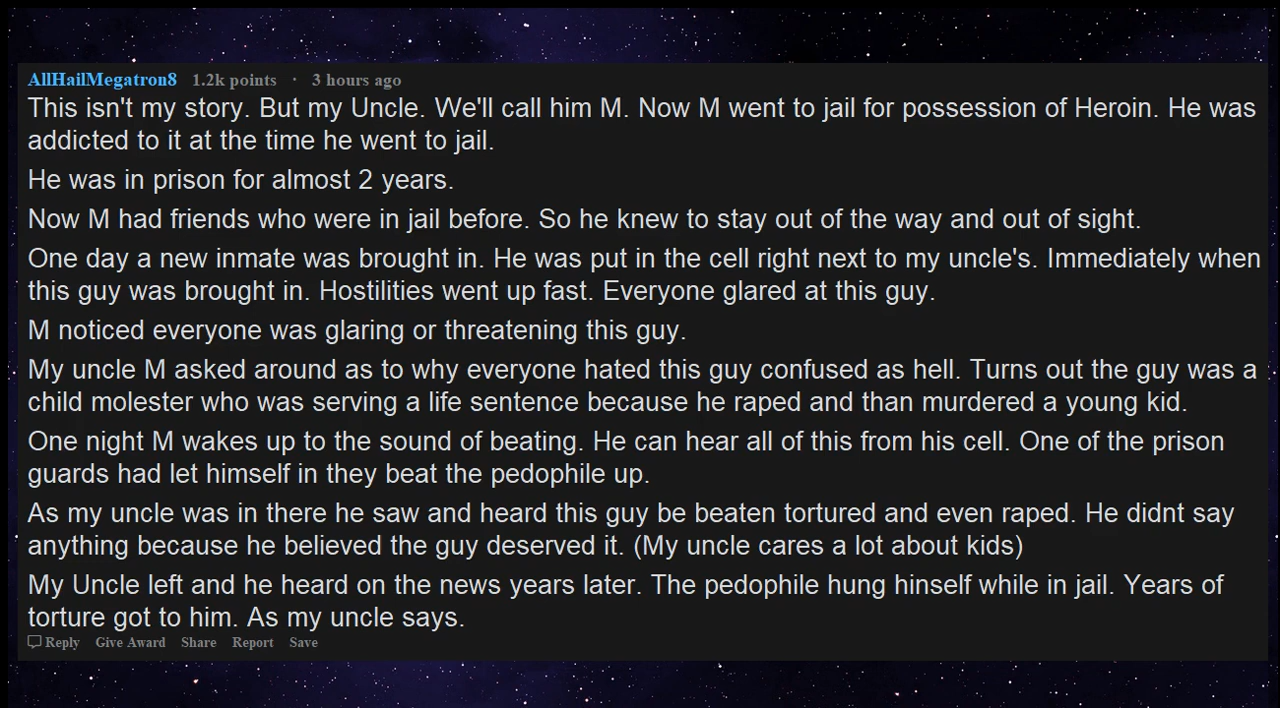 AllHailMegatron8 1.2k points · 3 hours ago
This isn't my story. But my Uncle. We'll call him M. Now M went to jail for possession of Heroin. He was
addicted to it at the time he went to jail.
He was in prison for almost 2 years.
Now M had friends who were in jail before. So he knew to stay out of the way and out of sight.
One day a new inmate was brought in. He was put in the cell right next to my uncle's. Immediately when
this guy was brought in. Hostilities went up fast. Everyone glared at this guy.
M noticed everyone was glaring or threatening this guy.
My uncle M asked around as to why everyone hated this guy confused as hell. Turns out the guy was a
child molester who was serving a life sentence because he raped and than murdered a young kid.
One night M wakes up to the sound of beating. He can hear all of this from his cell. One of the prison
guards had let himself in they beat the pedophile up.
As my uncle was in there he saw and heard this guy be beaten tortured and even raped. He didnt say
anything because he believed the guy deserved it. (My uncle cares a lot about kids)
My Uncle left and he heard on the news years later. The pedophile hung hinself while in jail. Years of
torture got to him. As my uncle says.
Reply Give Award Share Report Save